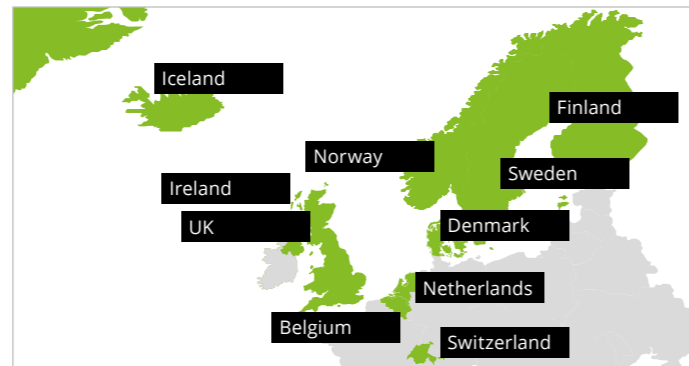 Iceland
Finland
Norway
Sweden
Ireland
UK
Denmark
Netherlands
Belgium
Switzerland